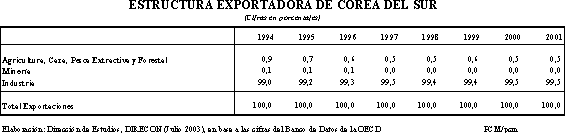 ESTRUCTURA EXPORTADORA DE COREA DEL SUR
(Cifras en porcentajes)
1994 1995 1996 1997 1998 1999 2000 2001
Agricultura, Caza, Pesca Extractiva y Forestal 0,9 0,7 0,6 0,5 0,5 0,6 0,5 0,5
Minería 0,1 0,1 0,1 0,0 0,0 0,0 0,0 0,0
Industria 99,0 99,2 99,3 99,5 99,4 99,4 99,5 99,5
Total Exportaciones 100,0 100,0 100,0 100,0 100,0 100,0 100,0 100,0
Elaboración: Dirección de Estudios, DIRECON (Julio 2003), en base a las cifras del Banco de Datos de la OECD FCM/pcm